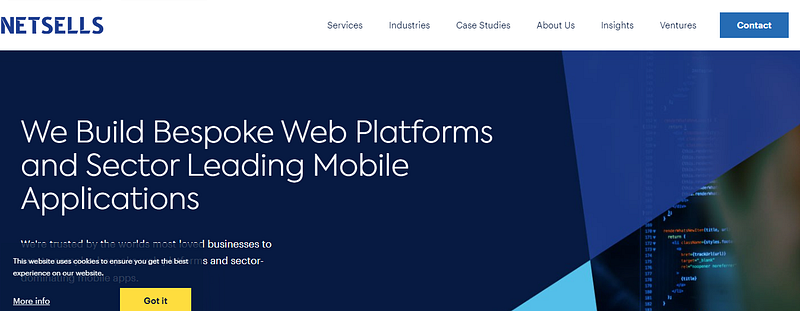 NETSELLS
Services
Industries
Case Studies
About Us
Insights
Ventures
Contact
We Build Bespoke Web Platforms
and Sector Leading Mobile
Applications
We're trusted by the worlds most loved businesses to
and sector-
dominating mobile apps.
This website uses cookies to ensure you get the best
experience on our website.
More info
Got it
return {
{title}